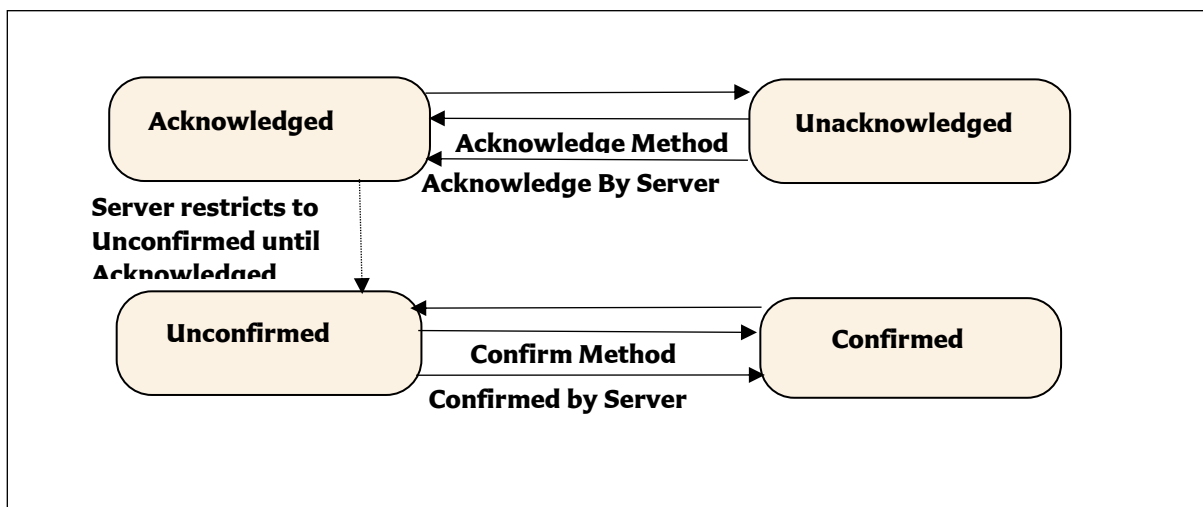 Acknowledged
Unacknowledged
Acknowledge Method
Acknowledge By Server
Server restricts to
Unconfirmed until
Acknowledged
Unconfirmed
Confirmed
Confirm Method
Confirmed by Server